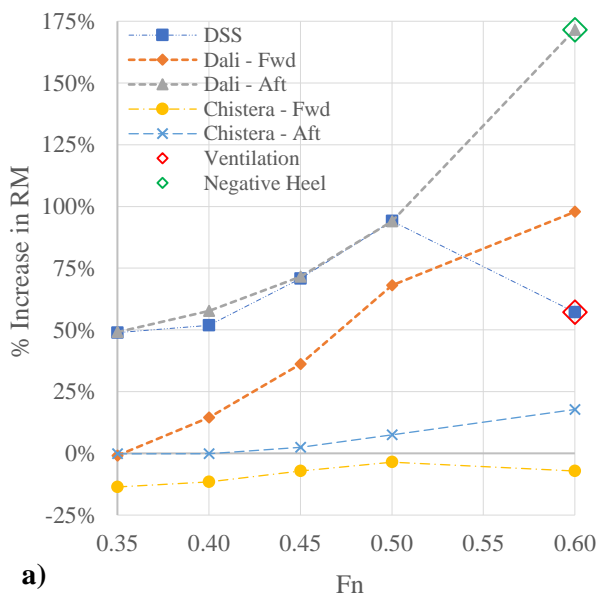 175%
150%
125%
100%
75%
50%
25%
0%
-25%
% Increase in RM
DSS
Dali - Fwd
Dali - Aft
Chistera - Fwd
Chistera - Aft
Ventilation
Negative Heel
0.35 0.40 0.45 0.50 0.55 0.60
a) Fn